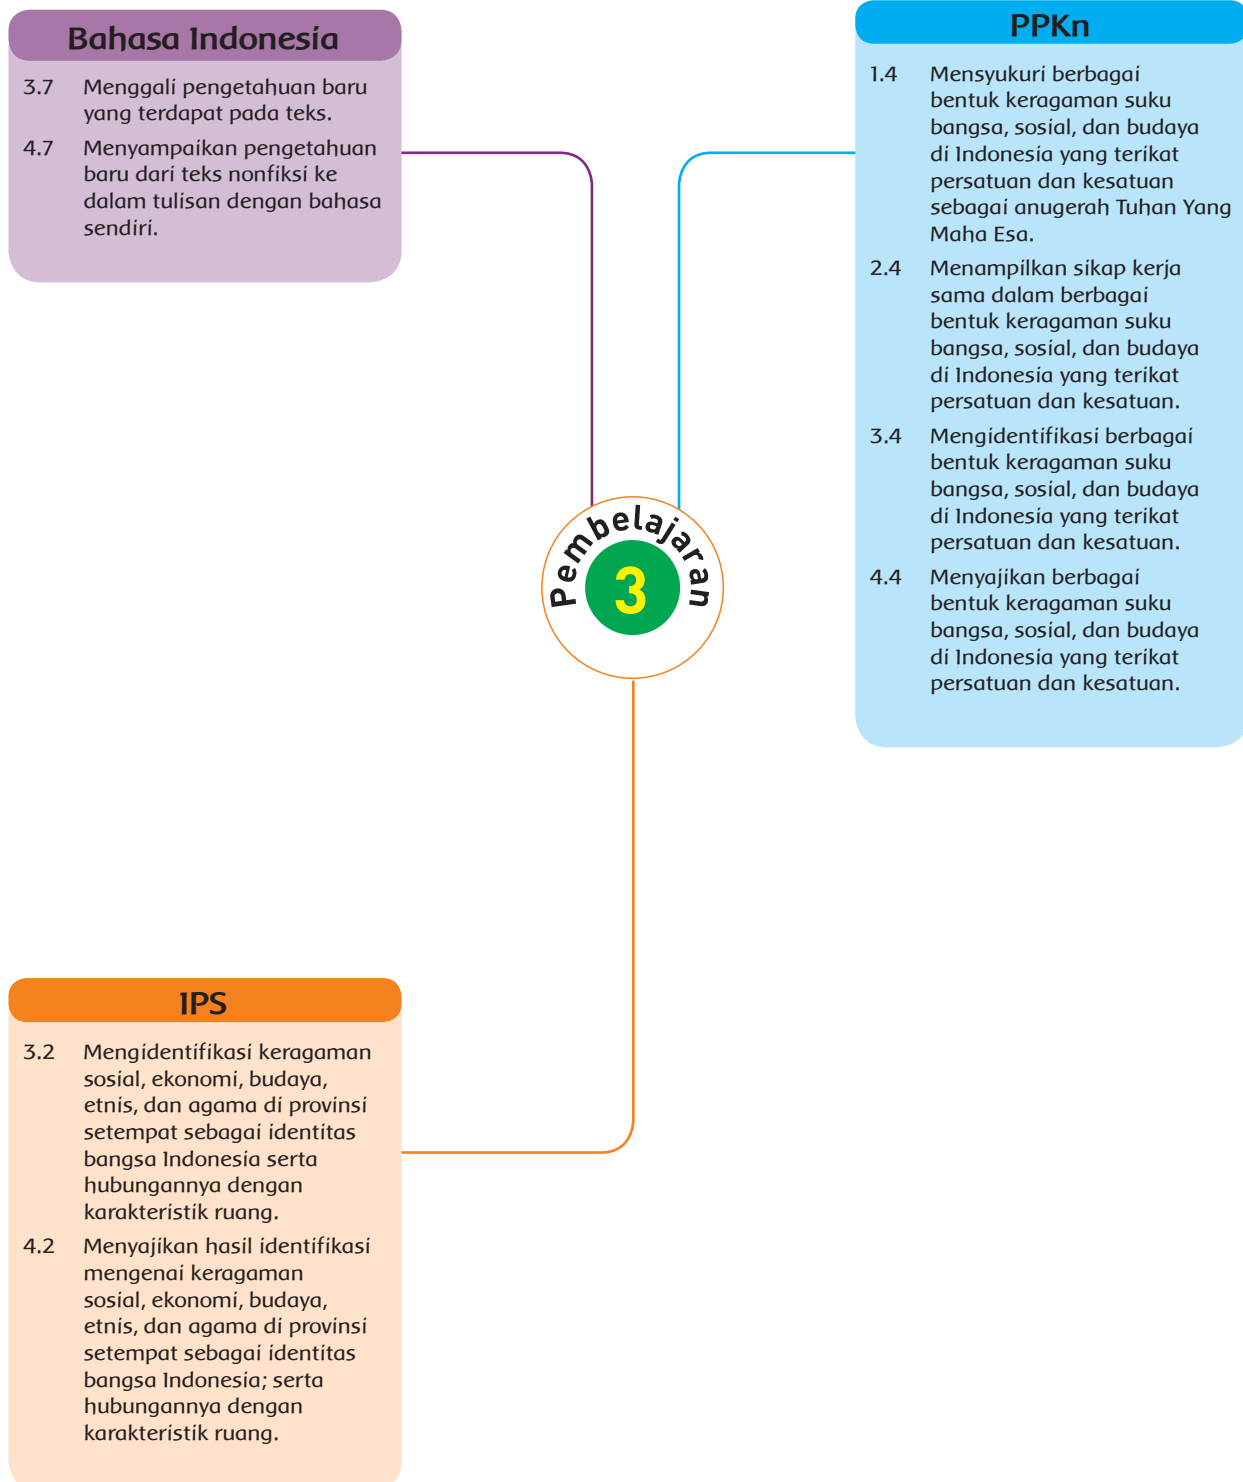 Bahasa Indonesia
3.7 Menggali pengetahuan baru
yang terdapat pada teks.
4.7 Menyampaikan pengetahuan
baru dari teks nonfiksi ke
dalam tulisan dengan bahasa
sendiri.
PPKn
1.4 Mensyukuri berbagai
bentuk keragaman suku
bangsa, sosial, dan budaya
di Indonesia yang terikat
persatuan dan kesatuan
sebagai anugerah Tuhan Yang
Maha Esa.
2.4 Menampilkan sikap kerja
sama dalam berbagai
bentuk keragaman suku
bangsa, sosial, dan budaya
di Indonesia yang terikat
persatuan dan kesatuan.
3.4 Mengidentifikasi berbagai
bentuk keragaman suku
bangsa, sosial, dan budaya
di Indonesia yang terikat
persatuan dan kesatuan.
4.4 Menyajikan berbagai
bentuk keragaman suku
bangsa, sosial, dan budaya
di Indonesia yang terikat
persatuan dan kesatuan.
Pembelajaran
3
IPS
3.2 Mengidentifikasi keragaman
sosial, ekonomi, budaya,
etnis, dan agama di provinsi
setempat sebagai identitas
bangsa Indonesia serta
hubungannya dengan
karakteristik ruang.
4.2 Menyajikan hasil identifikasi
mengenai keragaman
sosial, ekonomi, budaya,
etnis, dan agama di provinsi
setempat sebagai identitas
bangsa Indonesia; serta
hubungannya dengan
karakteristik ruang.